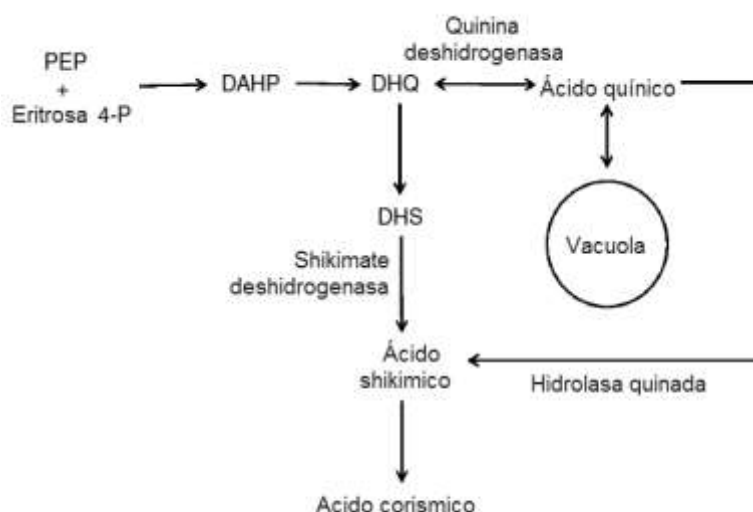 Quinina
deshidrogenasa
PEP
+
Eritrosa 4-P
DAHP
DHQ
Ácido químico
DHS
Vacuola
Shikimate
deshidrogenasa
Ácido
shikimico
Hidrolasa quinada
Acido corismico